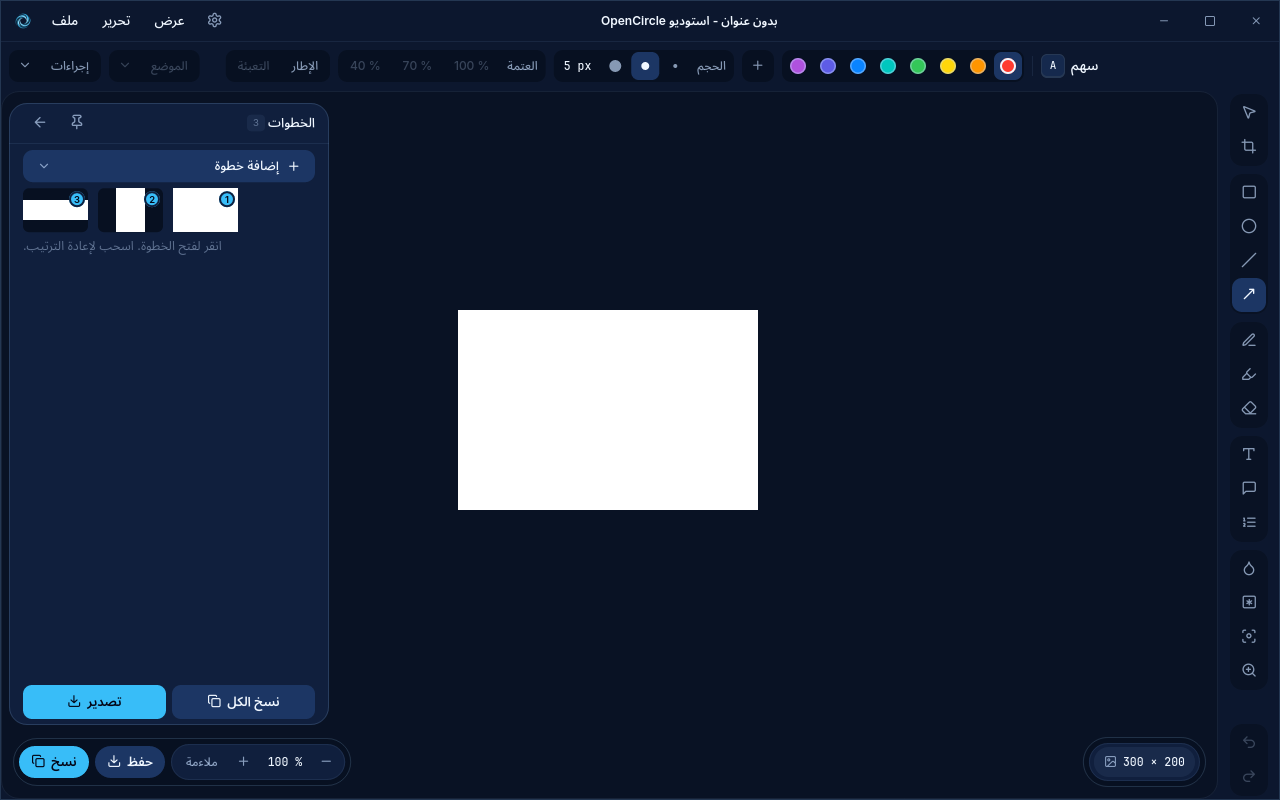 بدون عنوان - استوديو OpenCircle
ملف
تحرير
عرض
سهم
A
الحجم
5 px
العتمة
100 %
70 %
40 %
الإطار
التعبئة
الموضع
إجراءات
الخطوات 3
إضافة خطوة
1
2
3
انقر لفتح الخطوة. اسحب لإعادة الترتيب.
نسخ الكل
تصدير
300 × 200
100 %
ملاءمة
حفظ
نسخ